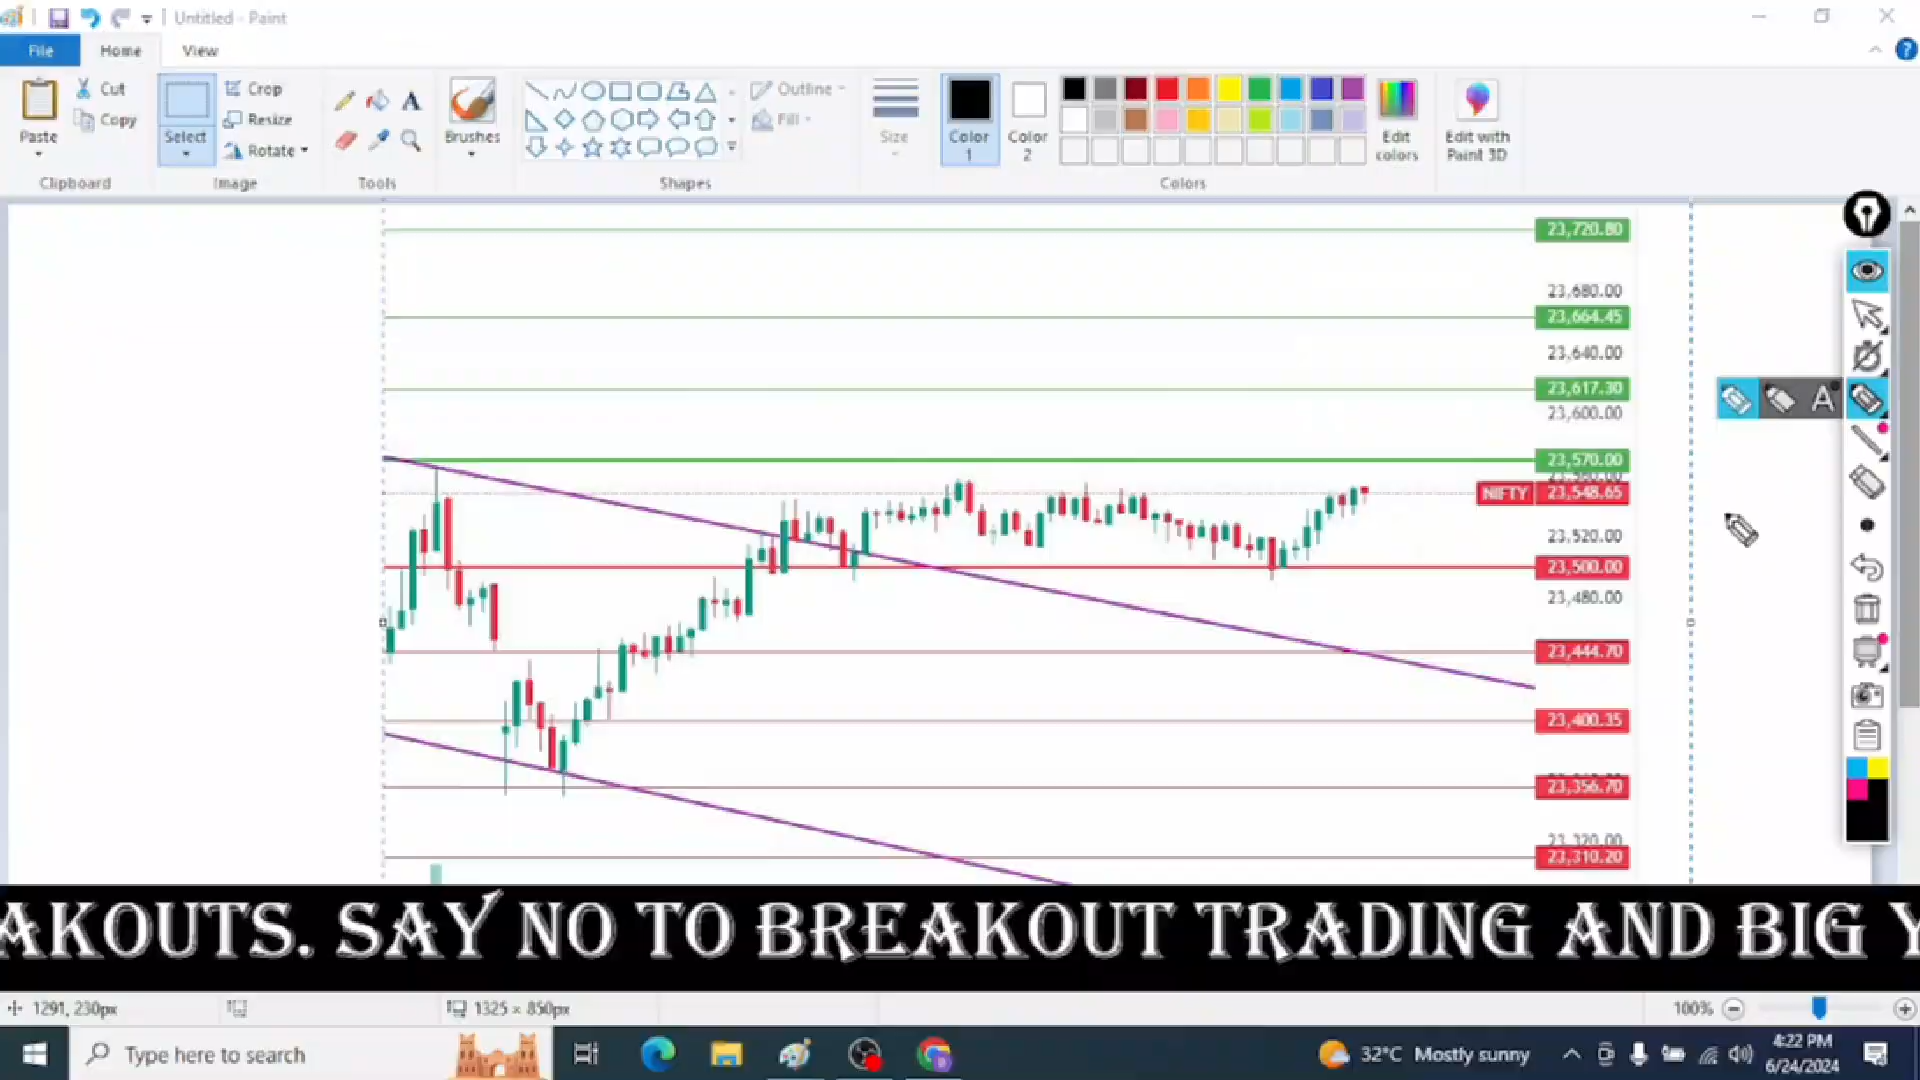 Untitled - Paint
File Home View
Paste Cut Copy Select Crop Resize Rotate A Brushes Outline Fill Size Color 1 Color 2 Edit colors Edit with Paint 3D
Clipboard Image Tools Shapes Colors
23,720.80
23,680.00
23,664.45
23,640.00
23,617.30
A
23,600.00
23,570.00
NIFTY 23,548.65
23,520.00
23,500.00
23,480.00
23,444.70
23,400.35
23,356.70
23,320.00
23,310.20
AKOUTS. SAY NO TO BREAKOUT TRADING AND BIG Y
1291, 230px 1325 × 850px 100%
Type here to search 32°C Mostly sunny 4:22 PM
6/24/2024